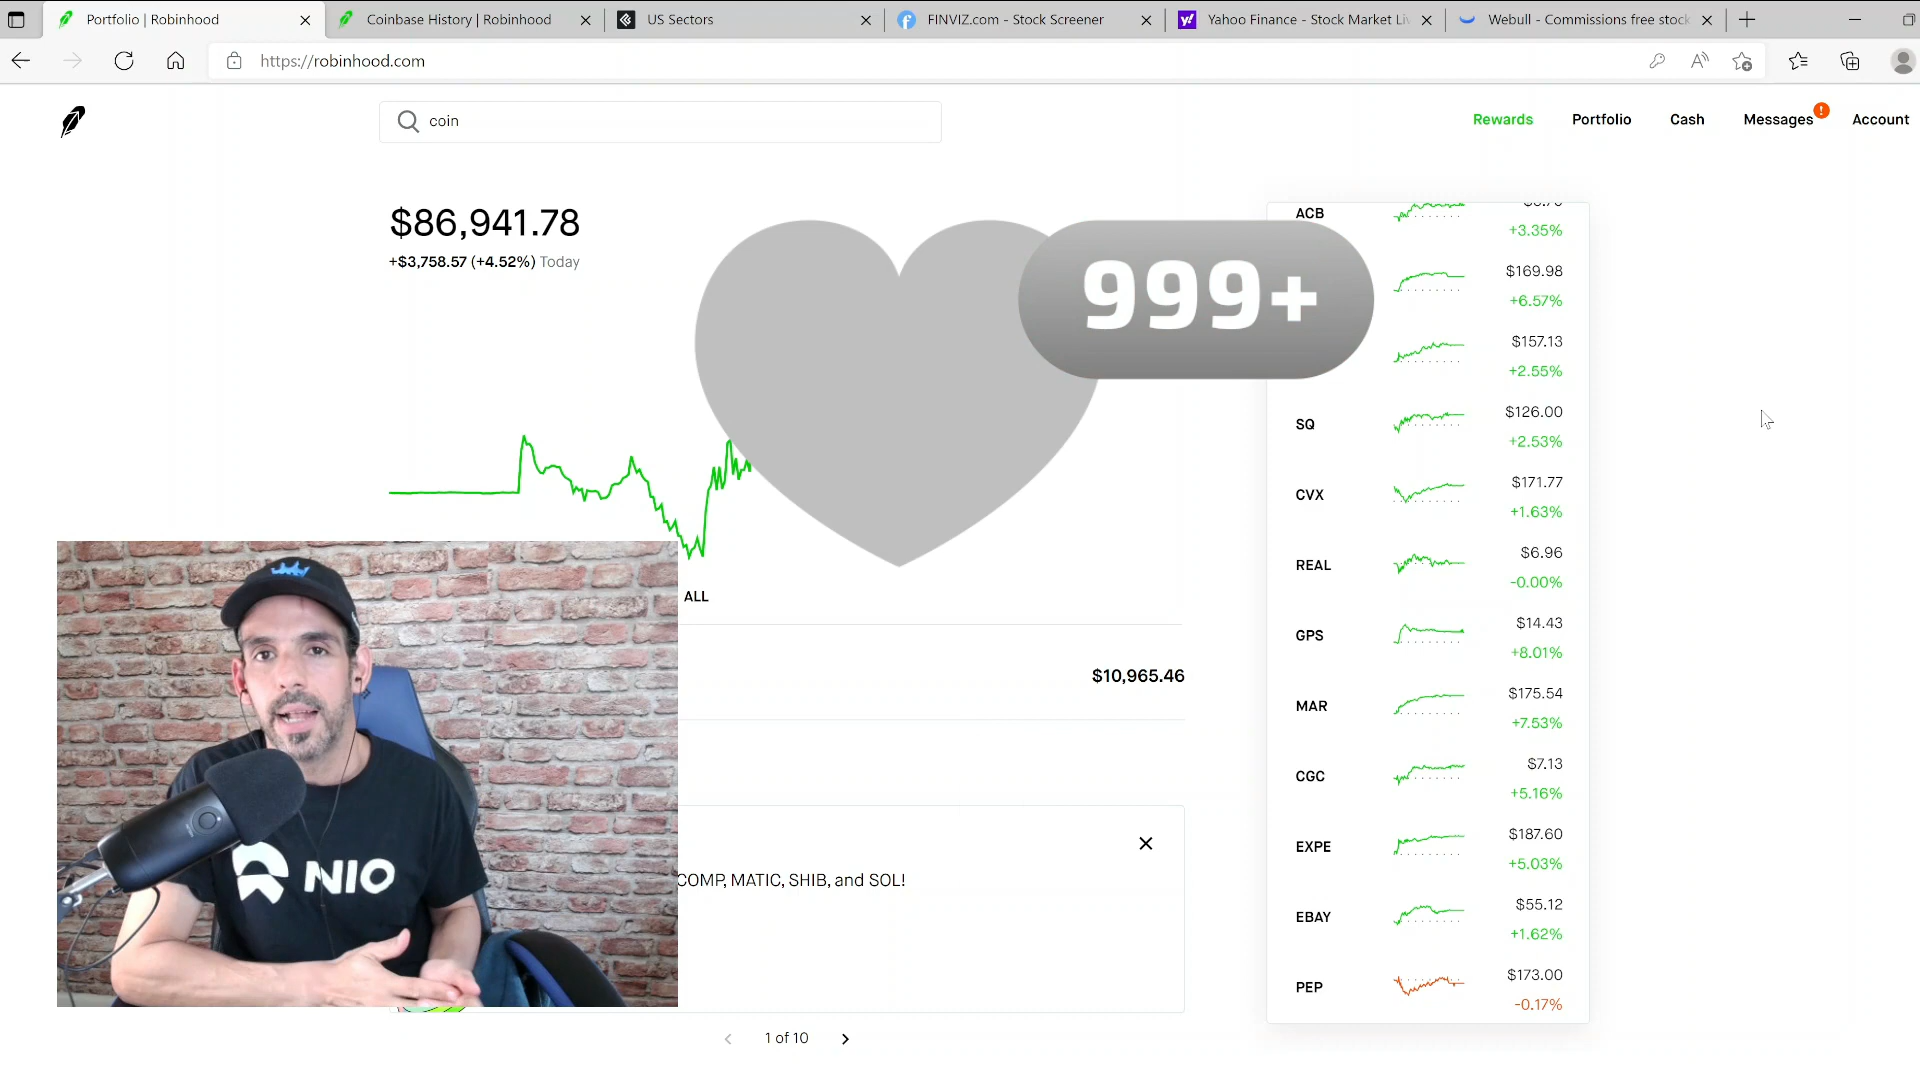 Portfolio | Robinhood
Coinbase History | Robinhood
US Sectors
FINVIZ.com - Stock Screener
Yahoo Finance - Stock Market Li
Webull - Commissions free stock
https://robinhood.com
coin
Rewards
Portfolio
Cash
Messages
!
Account
$86,941.78
+$3,758.57 (+4.52%) Today
999+
ALL
$10,965.46
COMP, MATIC, SHIB, and SOL!
1 of 10
NIO
ACB
+3.35%
$169.98
+6.57%
$157.13
+2.55%
SQ
$126.00
+2.53%
CVX
$171.77
+1.63%
REAL
$6.96
-0.00%
GPS
$14.43
+8.01%
MAR
$175.54
+7.53%
CGC
$7.13
+5.16%
EXPE
$187.60
+5.03%
EBAY
$55.12
+1.62%
PEP
$173.00
-0.17%